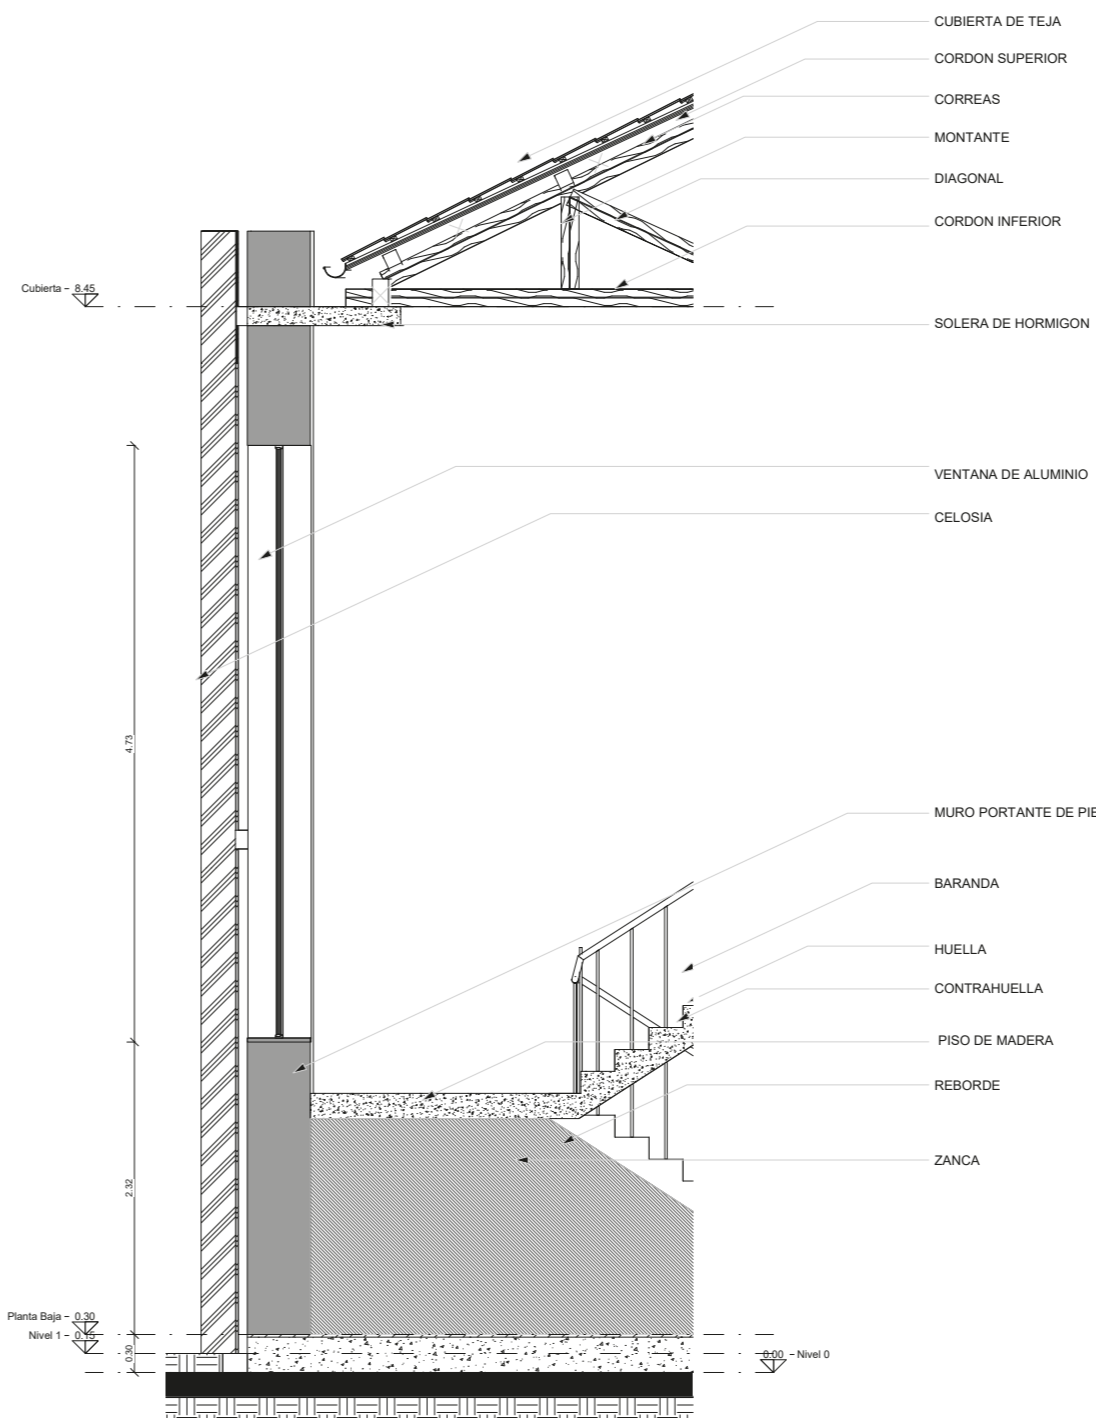 CUBIERTA DE TEJA
CORDON SUPERIOR
CORREAS
MONTANTE
DIAGONAL
CORDON INFERIOR
Cubierta - 8.45
SOLERA DE HORMIGON
VENTANA DE ALUMINIO
CELOSIA
4.73
MURO PORTANTE DE PIE
BARANDA
HUELLA
CONTRAHUELLA
PISO DE MADERA
REBORDE
ZANCA
2.32
Planta Baja - 0.30
Nivel 1 - 0.15
0.30
0.00 - Nivel 0